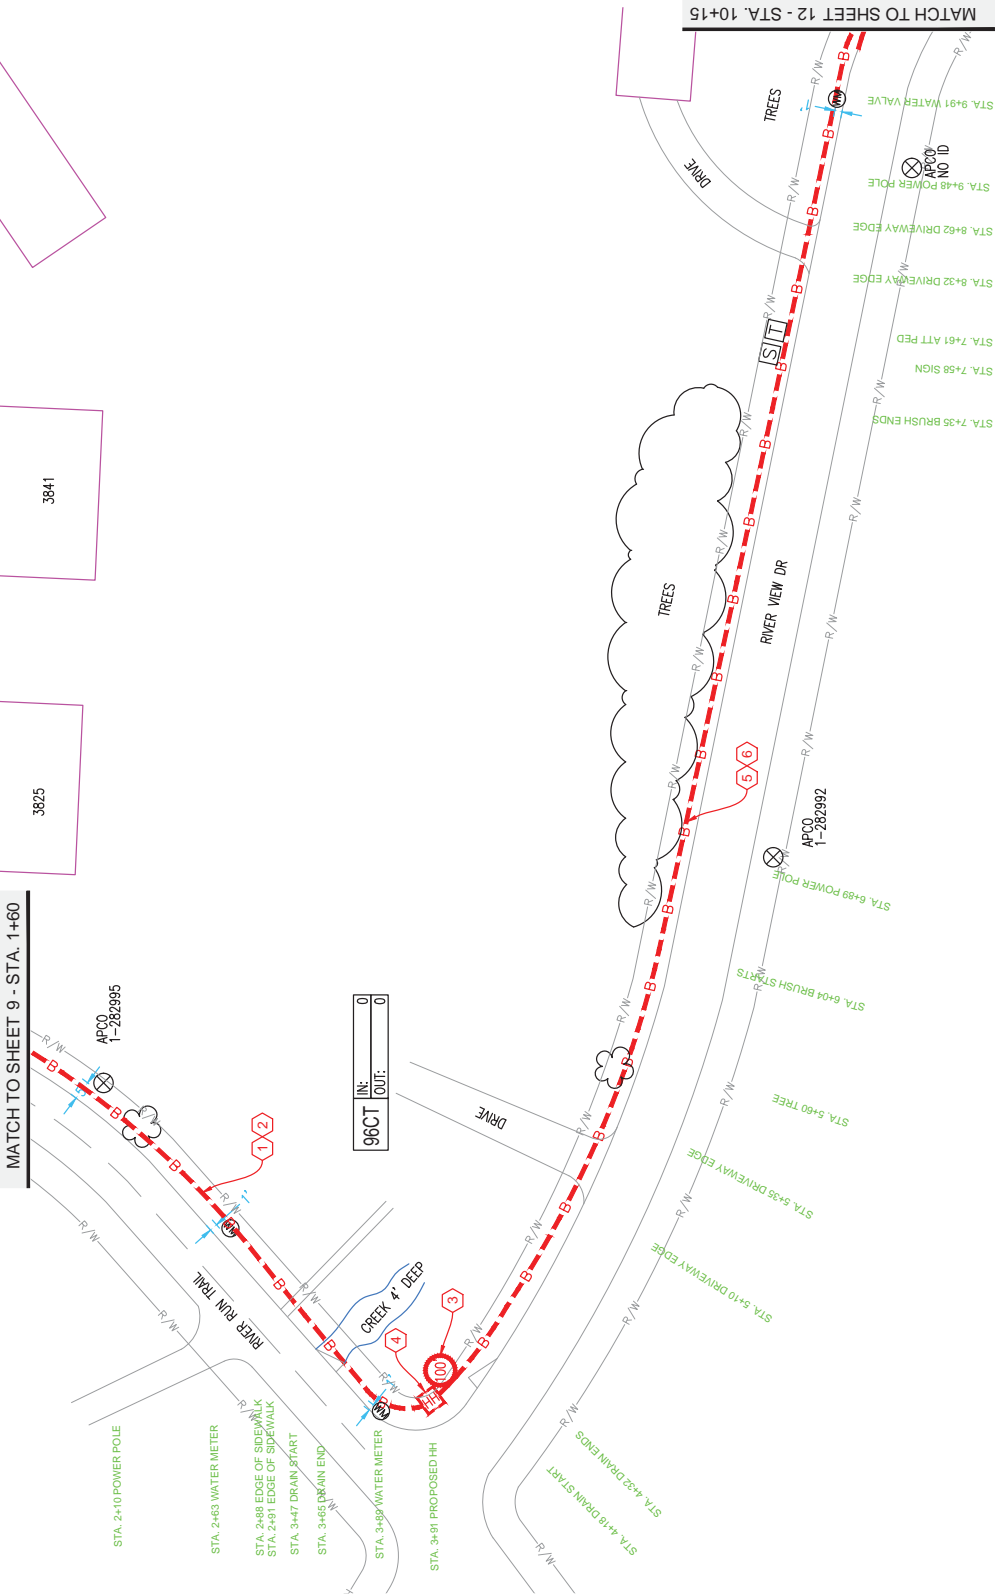 MATCH TO SHEET 12 - STA. 10+15
R/W
R/W
TREES
WM
1'
B
STA. 9+91 WATER VALVE
APCO
NO ID
STA. 9+48 POWER POLE
DRIVE
STA. 8+62 DRIVEWAY EDGE
STA. 8+32 DRIVEWAY EDGE
S
T
STA. 7+61 ATT PED
STA. 7+58 SIGN
STA. 7+35 BRUSH ENDS
3841
TREES
RIVER VIEW DR
3825
5
6
APCO
1-282992
STA. 6+89 POWER POLE
MATCH TO SHEET 9 - STA. 1+60
APCO
1-282995
5'
STA. 6+04 BRUSH STARTS
96CT
IN: 0
OUT: 0
DRIVE
STA. 5+60 TREE
1
2
1'
WM
STA. 5+35 DRIVEWAY EDGE
STA. 5+10 DRIVEWAY EDGE
RIVER RUN TRAIL
CREEK 4' DEEP
3
4
100
HH
WM
STA. 2+10 POWER POLE
STA. 2+63 WATER METER
STA. 2+88 EDGE OF SIDEWALK
STA. 2+91 EDGE OF SIDEWALK
STA. 3+47 DRAIN START
STA. 3+65 DRAIN END
WATER METER
STA. 3+91 PROPOSED HH
STA. 4+32 DRAIN ENDS
STA. 4+18 DRAIN START